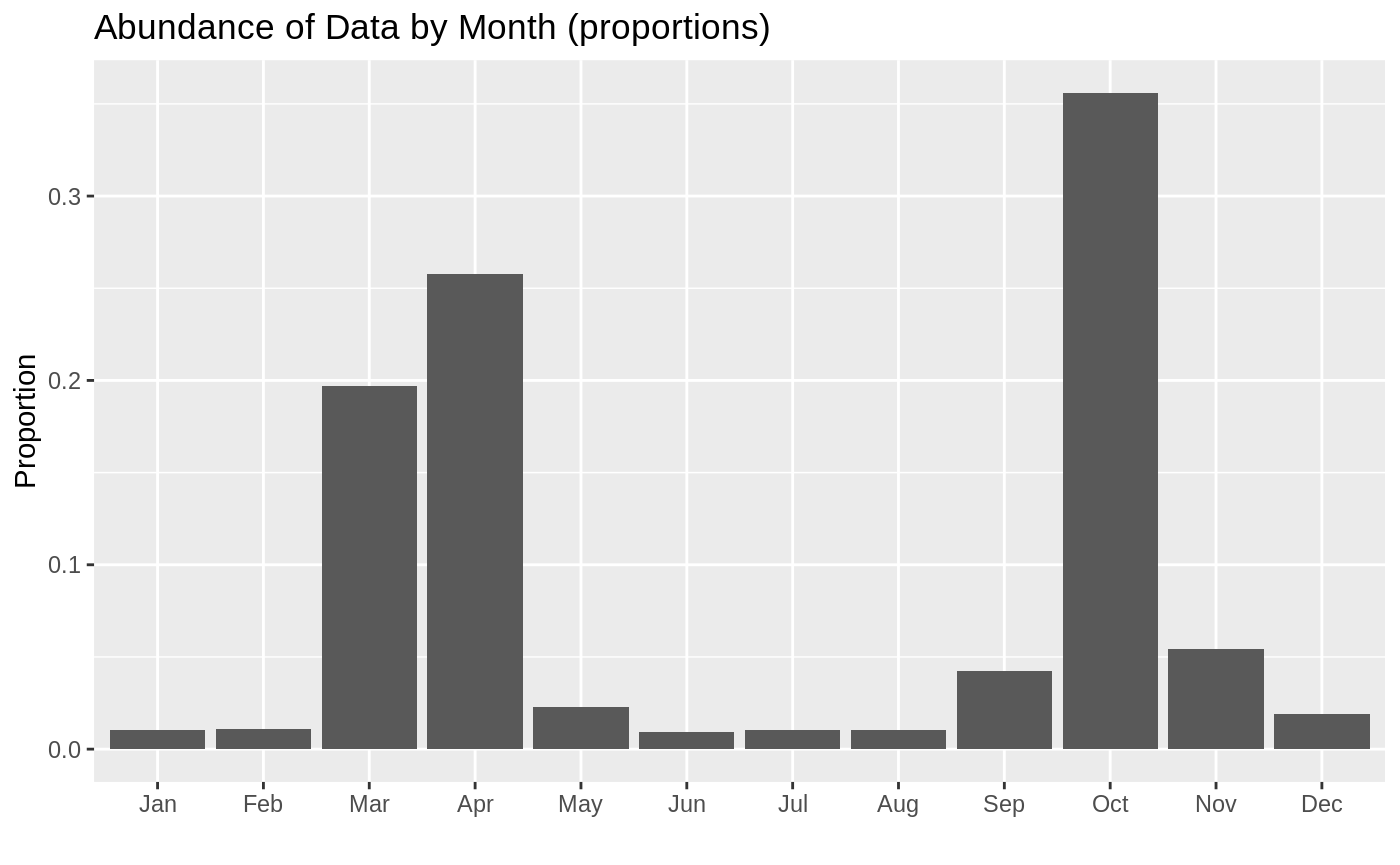 Abundance of Data by Month (proportions)
Proportion
0.3
0.2
0.1
0.0
Jan Feb Mar Apr May Jun Jul Aug Sep Oct Nov Dec